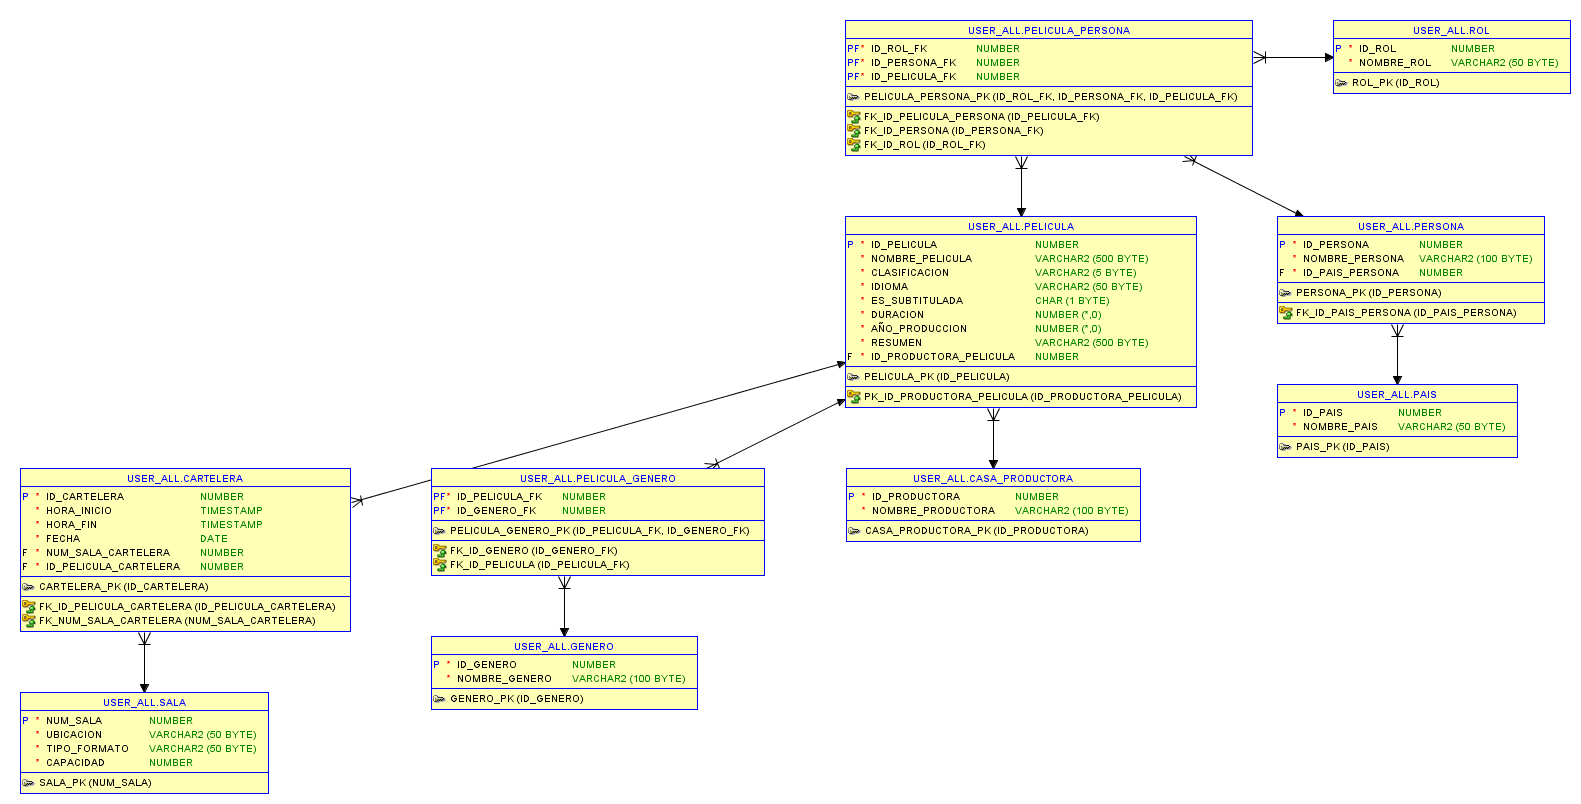 USER_ALL.PELICULA_PERSONA
PF* ID_ROL_FK NUMBER
PF* ID_PERSONA_FK NUMBER
PF* ID_PELICULA_FK NUMBER
PELICULA_PERSONA_PK (ID_ROL_FK, ID_PERSONA_FK, ID_PELICULA_FK)
FK_ID_PELICULA_PERSONA (ID_PELICULA_FK)
FK_ID_PERSONA (ID_PERSONA_FK)
FK_ID_ROL (ID_ROL_FK)
USER_ALL.ROL
P * ID_ROL NUMBER
* NOMBRE_ROL VARCHAR2 (50 BYTE)
ROL_PK (ID_ROL)
USER_ALL.PELICULA
P * ID_PELICULA NUMBER
* NOMBRE_PELICULA VARCHAR2 (500 BYTE)
* CLASIFICACION VARCHAR2 (5 BYTE)
* IDIOMA VARCHAR2 (50 BYTE)
* ES_SUBTITULADA CHAR (1 BYTE)
* DURACION NUMBER (*,0)
* AÑO_PRODUCCION NUMBER (*,0)
* RESUMEN VARCHAR2 (500 BYTE)
F * ID_PRODUCTORA_PELICULA NUMBER
PELICULA_PK (ID_PELICULA)
PK_ID_PRODUCTORA_PELICULA (ID_PRODUCTORA_PELICULA)
USER_ALL.PERSONA
P * ID_PERSONA NUMBER
* NOMBRE_PERSONA VARCHAR2 (100 BYTE)
F * ID_PAIS_PERSONA NUMBER
PERSONA_PK (ID_PERSONA)
FK_ID_PAIS_PERSONA (ID_PAIS_PERSONA)
USER_ALL.PAIS
P * ID_PAIS NUMBER
* NOMBRE_PAIS VARCHAR2 (50 BYTE)
PAIS_PK (ID_PAIS)
USER_ALL.CARTELERA
P * ID_CARTELERA NUMBER
* HORA_INICIO TIMESTAMP
* HORA_FIN TIMESTAMP
* FECHA DATE
F * NUM_SALA_CARTELERA NUMBER
F * ID_PELICULA_CARTELERA NUMBER
CARTELERA_PK (ID_CARTELERA)
FK_ID_PELICULA_CARTELERA (ID_PELICULA_CARTELERA)
FK_NUM_SALA_CARTELERA (NUM_SALA_CARTELERA)
USER_ALL.PELICULA_GENERO
PF* ID_PELICULA_FK NUMBER
PF* ID_GENERO_FK NUMBER
PELICULA_GENERO_PK (ID_PELICULA_FK, ID_GENERO_FK)
FK_ID_GENERO (ID_GENERO_FK)
FK_ID_PELICULA (ID_PELICULA_FK)
USER_ALL.CASA_PRODUCTORA
P * ID_PRODUCTORA NUMBER
* NOMBRE_PRODUCTORA VARCHAR2 (100 BYTE)
CASA_PRODUCTORA_PK (ID_PRODUCTORA)
USER_ALL.GENERO
P * ID_GENERO NUMBER
* NOMBRE_GENERO VARCHAR2 (100 BYTE)
GENERO_PK (ID_GENERO)
USER_ALL.SALA
P * NUM_SALA NUMBER
* UBICACION VARCHAR2 (50 BYTE)
* TIPO_FORMATO VARCHAR2 (50 BYTE)
* CAPACIDAD NUMBER
SALA_PK (NUM_SALA)